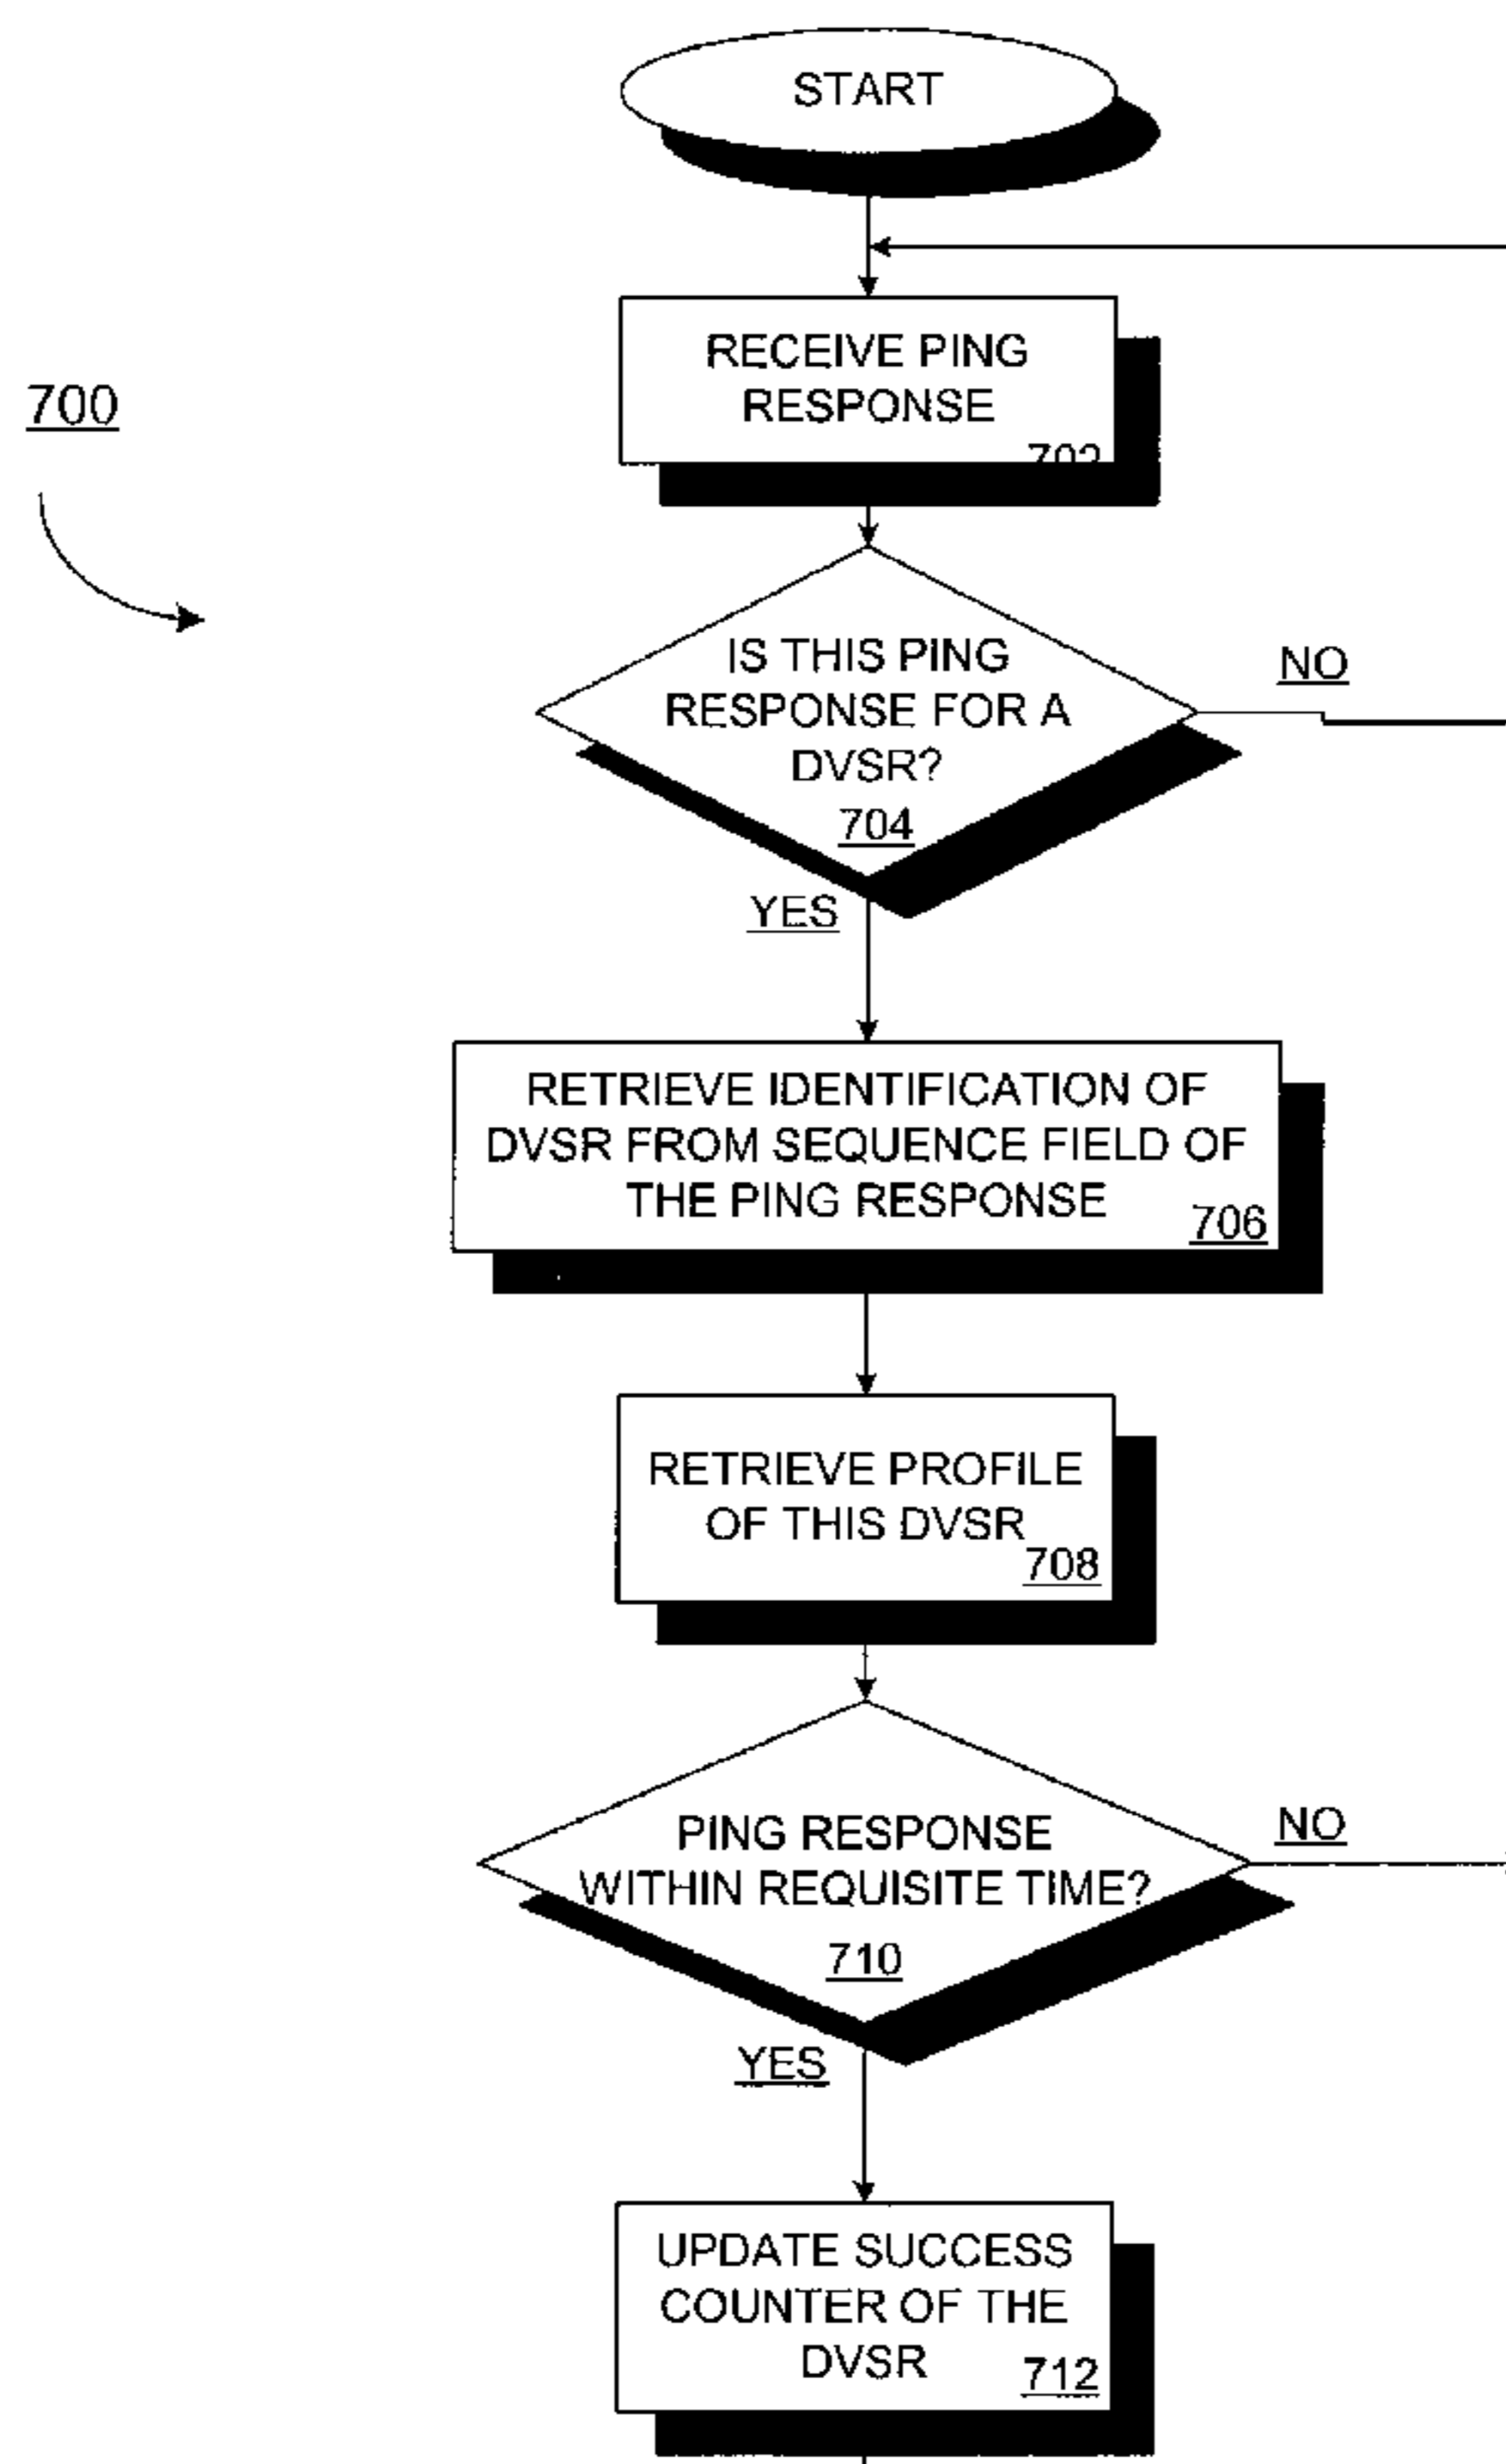 START
RECEIVE PING
RESPONSE
702
700
IS THIS PING
RESPONSE FOR A
DVSR?
704
NO
YES
RETRIEVE IDENTIFICATION OF
DVSR FROM SEQUENCE FIELD OF
THE PING RESPONSE
706
RETRIEVE PROFILE
OF THIS DVSR
708
PING RESPONSE
WITHIN REQUISITE TIME?
710
NO
YES
UPDATE SUCCESS
COUNTER OF THE
DVSR
712